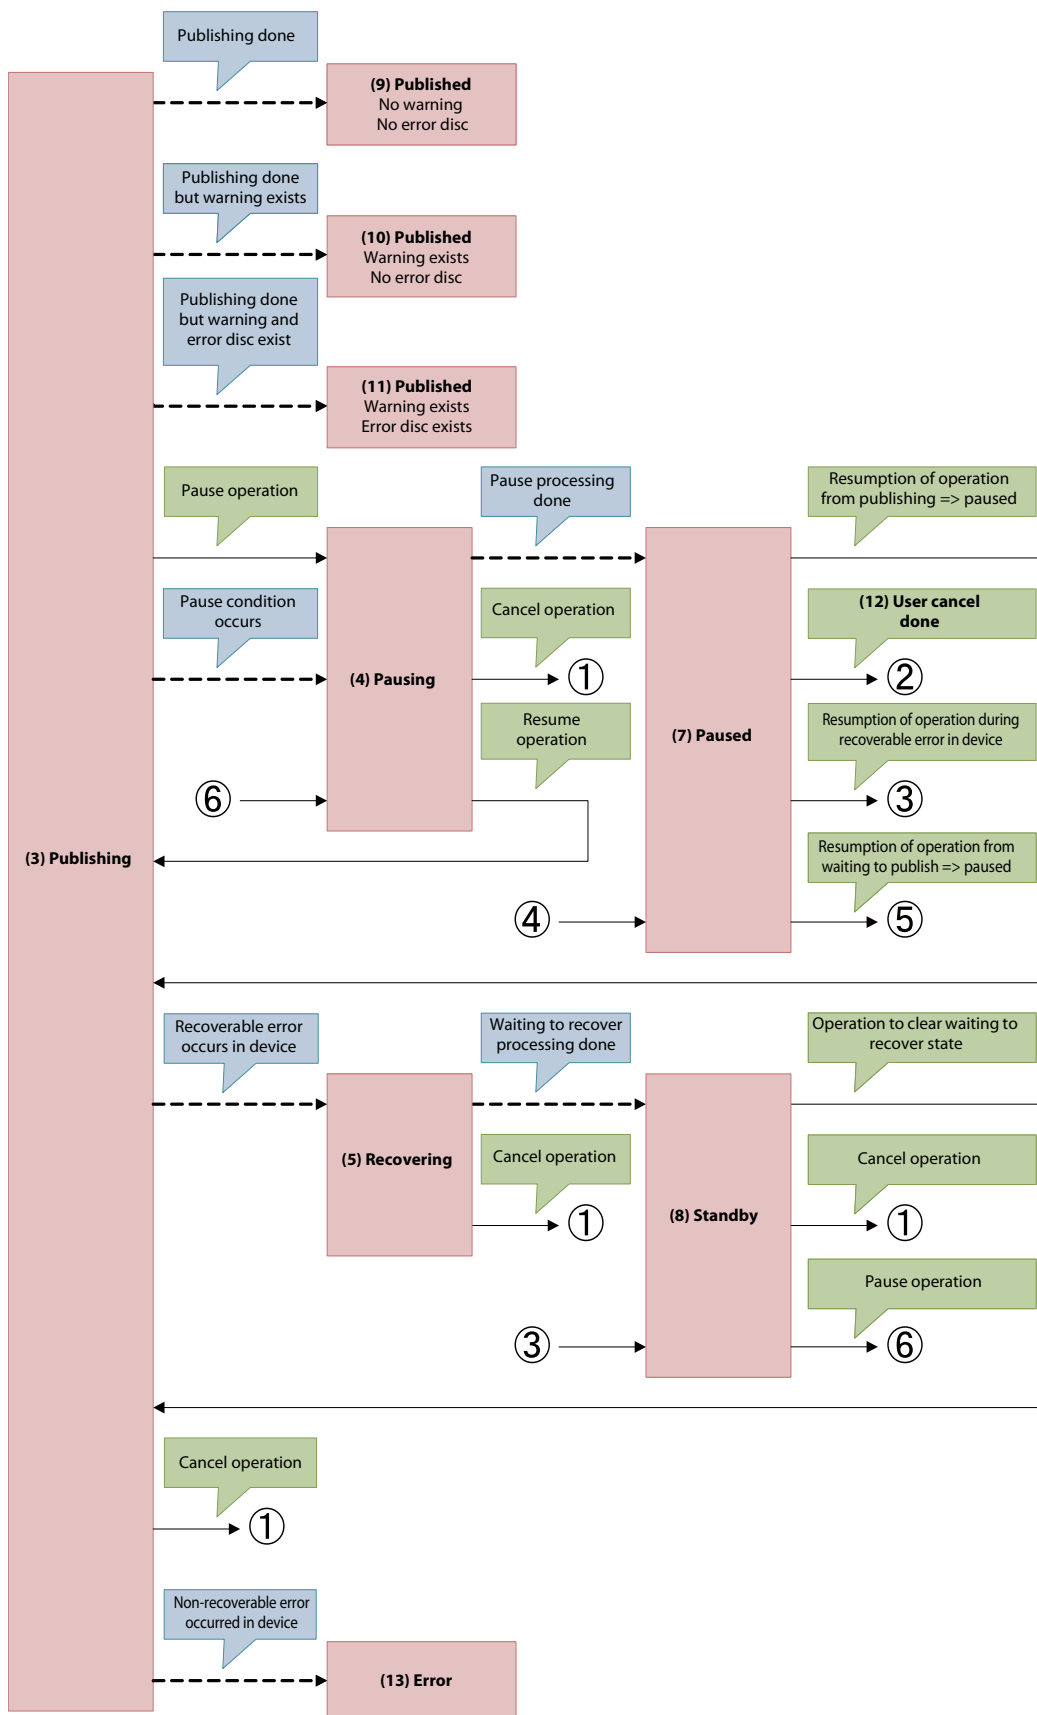 Publishing done
(9) Published
No warning
No error disc
Publishing done
but warning exists
(10) Published
Warning exists
No error disc
Publishing done
but warning and
error disc exist
(11) Published
Warning exists
Error disc exists
Pause operation
Pause processing
done
Resumption of operation
from publishing => paused
Pause condition
occurs
Cancel operation
(12) User cancel
done
(4) Pausing
①
②
Resume
operation
(7) Paused
Resumption of operation during
recoverable error in device
⑥
③
(3) Publishing
Resumption of operation from
waiting to publish => paused
④
⑤
Recoverable error
occurs in device
Waiting to recover
processing done
Operation to clear waiting to
recover state
(5) Recovering
Cancel operation
Cancel operation
①
(8) Standby
①
Pause operation
③
⑥
Cancel operation
①
Non-recoverable error
occurred in device
(13) Error